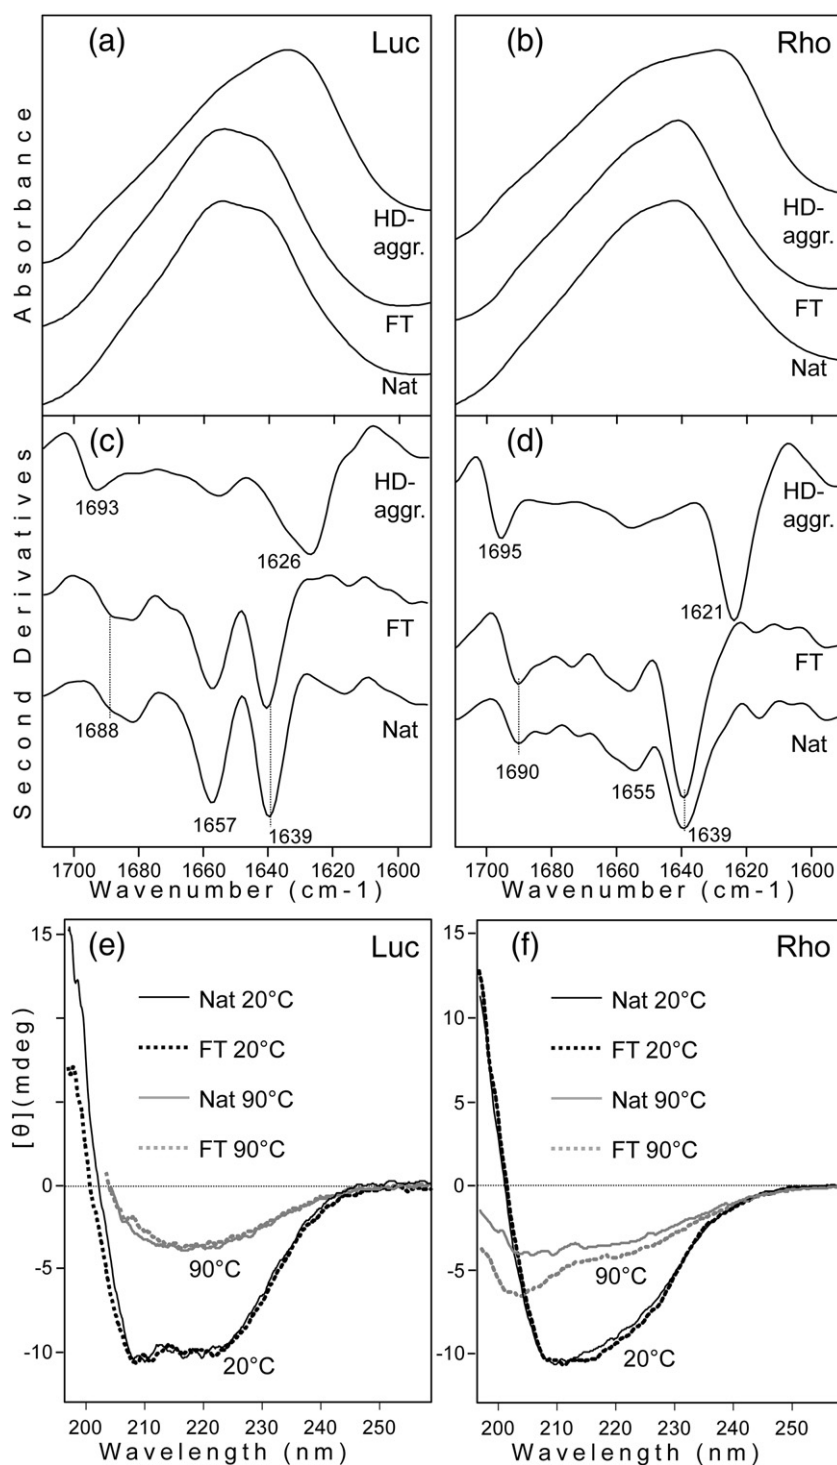 (a) Luc
(b) Rho
Absorbance
HD-
aggr.
FT
Nat
HD-
aggr.
FT
Nat
(c)
(d)
Second Derivatives
HD-
aggr.
1693
1626
FT
1688
Nat
1657
1639
HD-
aggr.
1695
1621
FT
Nat
1690
1655
1639
1700 1680 1660 1640 1620 1600
Wavenumber (cm-1)
1700 1680 1660 1640 1620 1600
Wavenumber (cm-1)
(e) Luc
[θ](mdeg)
15
10
5
0
-5
-10
Nat 20°C
FT 20°C
Nat 90°C
FT 90°C
90°C
20°C
200 210 220 230 240 250
Wavelength (nm)
(f) Rho
10
5
0
-5
-10
Nat 20°C
FT 20°C
Nat 90°C
FT 90°C
90°C
20°C
200 210 220 230 240 250
Wavelength (nm)